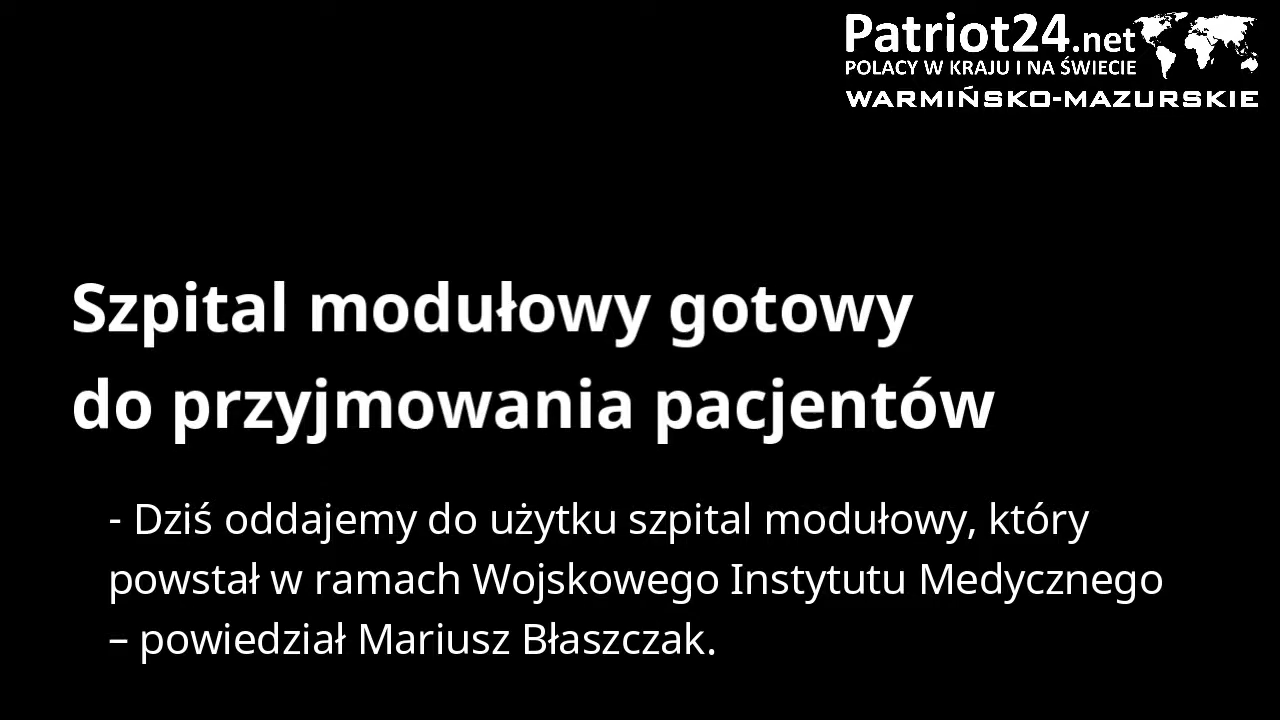 Patriot24.net
POLACY W KRAJU I NA ŚWIECIE
WARMIŃSKO-MAZURSKIE
Szpital modułowy gotowy
do przyjmowania pacjentów
- Dziś oddajemy do użytku szpital modułowy, który
powstał w ramach Wojskowego Instytutu Medycznego
– powiedział Mariusz Błaszczak.